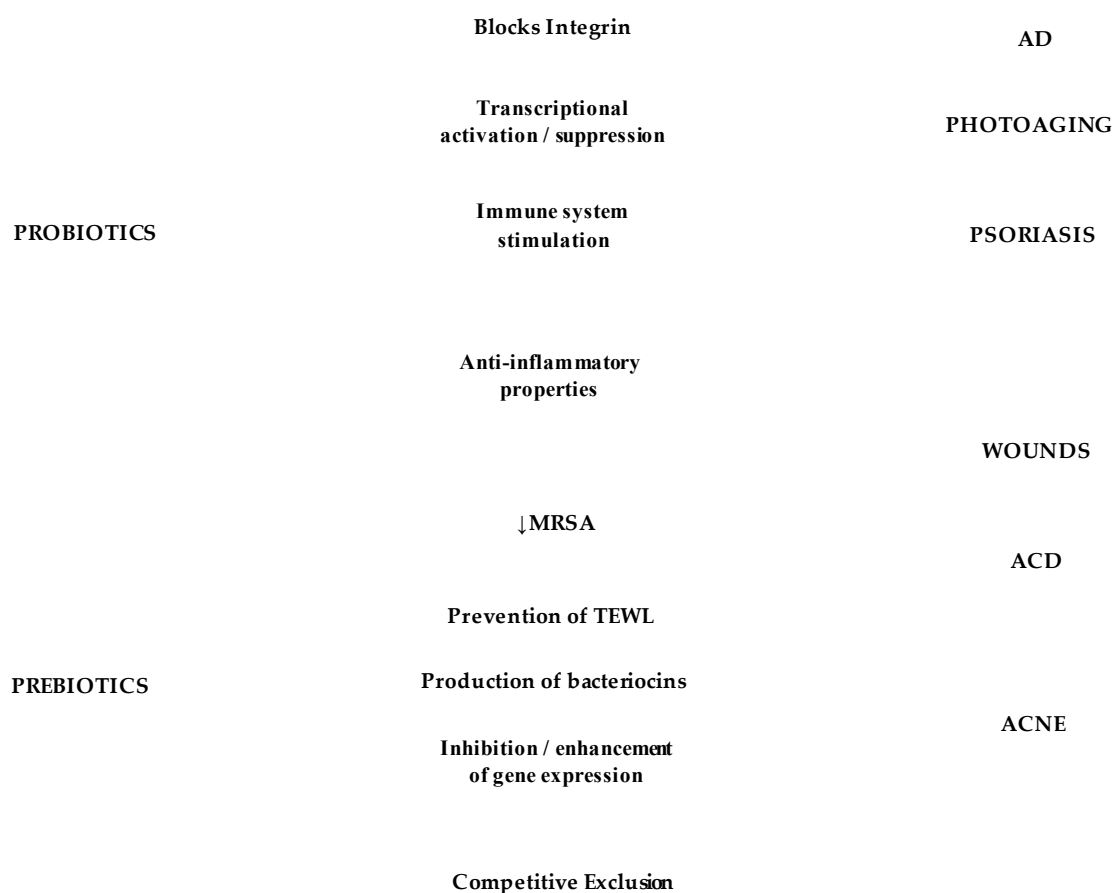 PROBIOTICS
PREBIOTICS
Blocks Integrin
Transcriptional
activation / suppression
Immune system
stimulation
Anti-inflammatory
properties
↓MRSA
Prevention of TEWL
Production of bacteriocins
Inhibition / enhancement
of gene expression
Competitive Exclusion
AD
PHOTOAGING
PSORIASIS
WOUNDS
ACD
ACNE